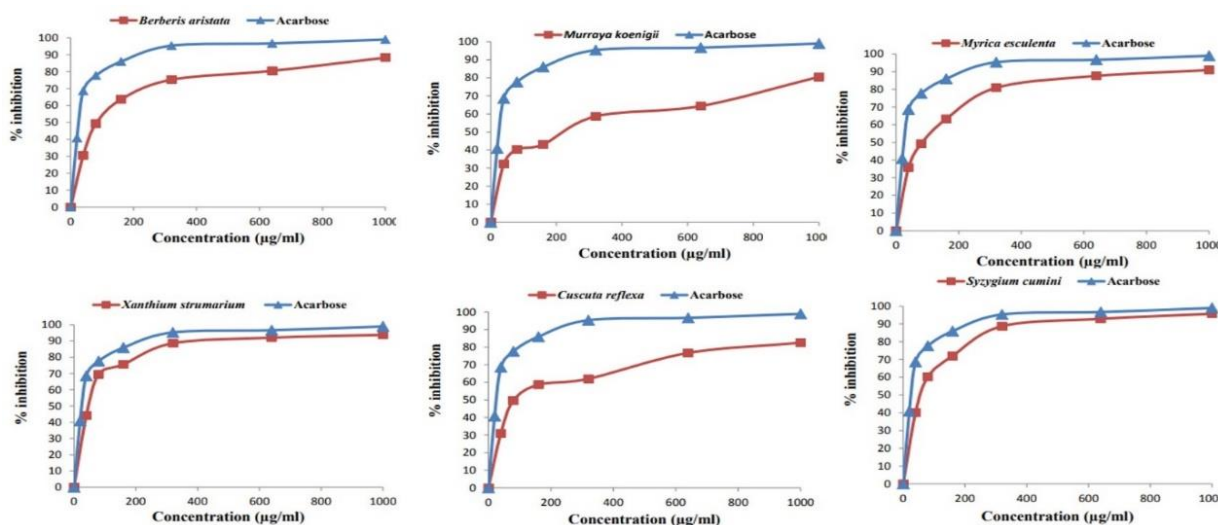 Berberis aristata Acarbose
100
90
80
70
60
50
40
30
20
10
0
% inhibition
0 200 400 600 800 1000
Concentration (µg/ml)
Murraya koenigii Acarbose
100
90
80
70
60
50
40
30
20
10
0
% inhibition
0 200 400 600 800 1000
Concentration (µg/ml)
Myrica esculenta Acarbose
100
90
80
70
60
50
40
30
20
10
0
% inhibition
0 200 400 600 800 1000
Concentration (µg/ml)
Xanthium strumarium Acarbose
100
90
80
70
60
50
40
30
20
10
0
% inhibition
0 200 400 600 800 1000
Concentration (µg/ml)
Cuscuta reflexa Acarbose
100
90
80
70
60
50
40
30
20
10
0
% inhibition
0 200 400 600 800 1000
Concentration (µg/ml)
Syzygium cumini Acarbose
100
90
80
70
60
50
40
30
20
10
0
% inhibition
0 200 400 600 800 1000
Concentration (µg/ml)